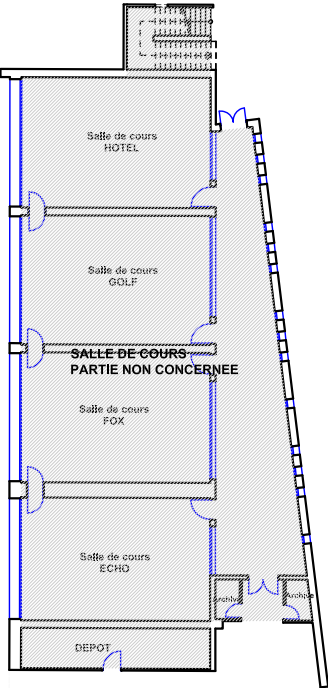 Salle de cours
HOTEL
Salle de cours
GOLF
SALLE DE COURS
PARTIE NON CONCERNEE
Salle de cours
FOX
Salle de cours
ECHO
Archive
Archive
DEPOT